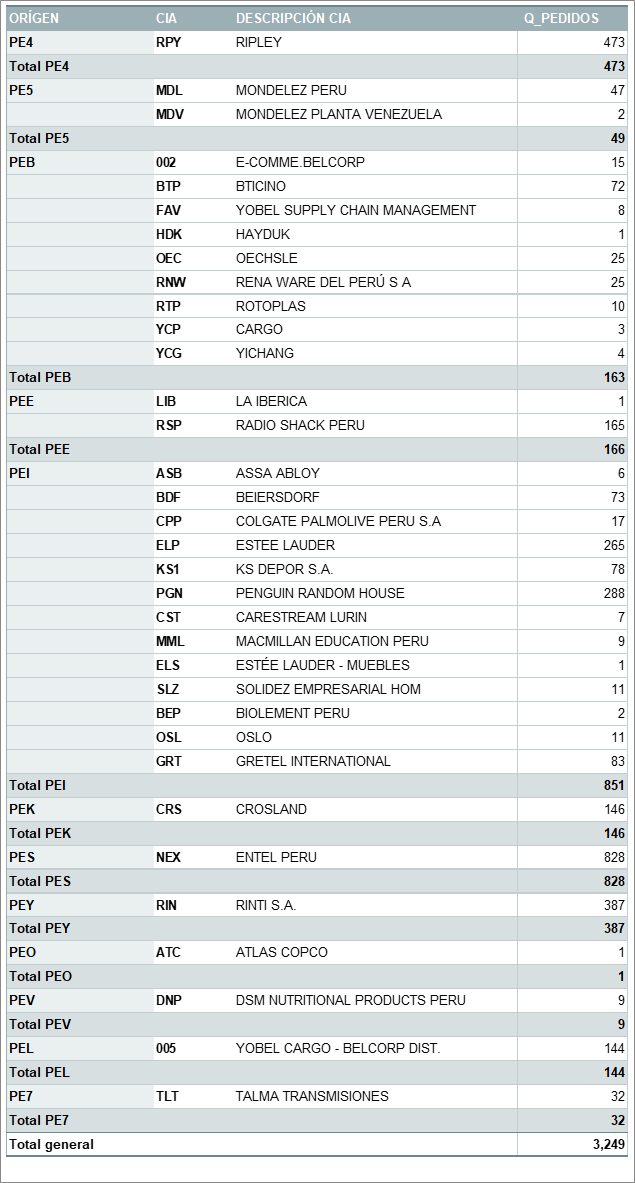 ORÍGEN CIA DESCRIPCIÓN CIA Q_PEDIDOS
PE4 RPY RIPLEY 473
Total PE4 473
PE5 MDL MONDELEZ PERU 47
MDV MONDELEZ PLANTA VENEZUELA 2
Total PE5 49
PEB 002 E-COMME.BELCORP 15
BTP BTICINO 72
FAV YOBEL SUPPLY CHAIN MANAGEMENT 8
HDK HAYDUK 1
OEC OECHSLE 25
RNW RENA WARE DEL PERÚ S A 25
RTP ROTOPLAS 10
YCP CARGO 3
YCG YICHANG 4
Total PEB 163
PEE LIB LA IBERICA 1
RSP RADIO SHACK PERU 165
Total PEE 166
PEI ASB ASSA ABLOY 6
BDF BEIERSDORF 73
CPP COLGATE PALMOLIVE PERU S.A 17
ELP ESTEE LAUDER 265
KS1 KS DEPOR S.A. 78
PGN PENGUIN RANDOM HOUSE 288
CST CARESTREAM LURIN 7
MML MACMILLAN EDUCATION PERU 9
ELS ESTÉE LAUDER - MUEBLES 1
SLZ SOLIDEZ EMPRESARIAL HOM 11
BEP BIOLEMENT PERU 2
OSL OSLO 11
GRT GRETEL INTERNATIONAL 83
Total PEI 851
PEK CRS CROSLAND 146
Total PEK 146
PES NEX ENTEL PERU 828
Total PES 828
PEY RIN RINTI S.A. 387
Total PEY 387
PEO ATC ATLAS COPCO 1
Total PEO 1
PEV DNP DSM NUTRITIONAL PRODUCTS PERU 9
Total PEV 9
PEL 005 YOBEL CARGO - BELCORP DIST. 144
Total PEL 144
PE7 TLT TALMA TRANSMISIONES 32
Total PE7 32
Total general 3,249